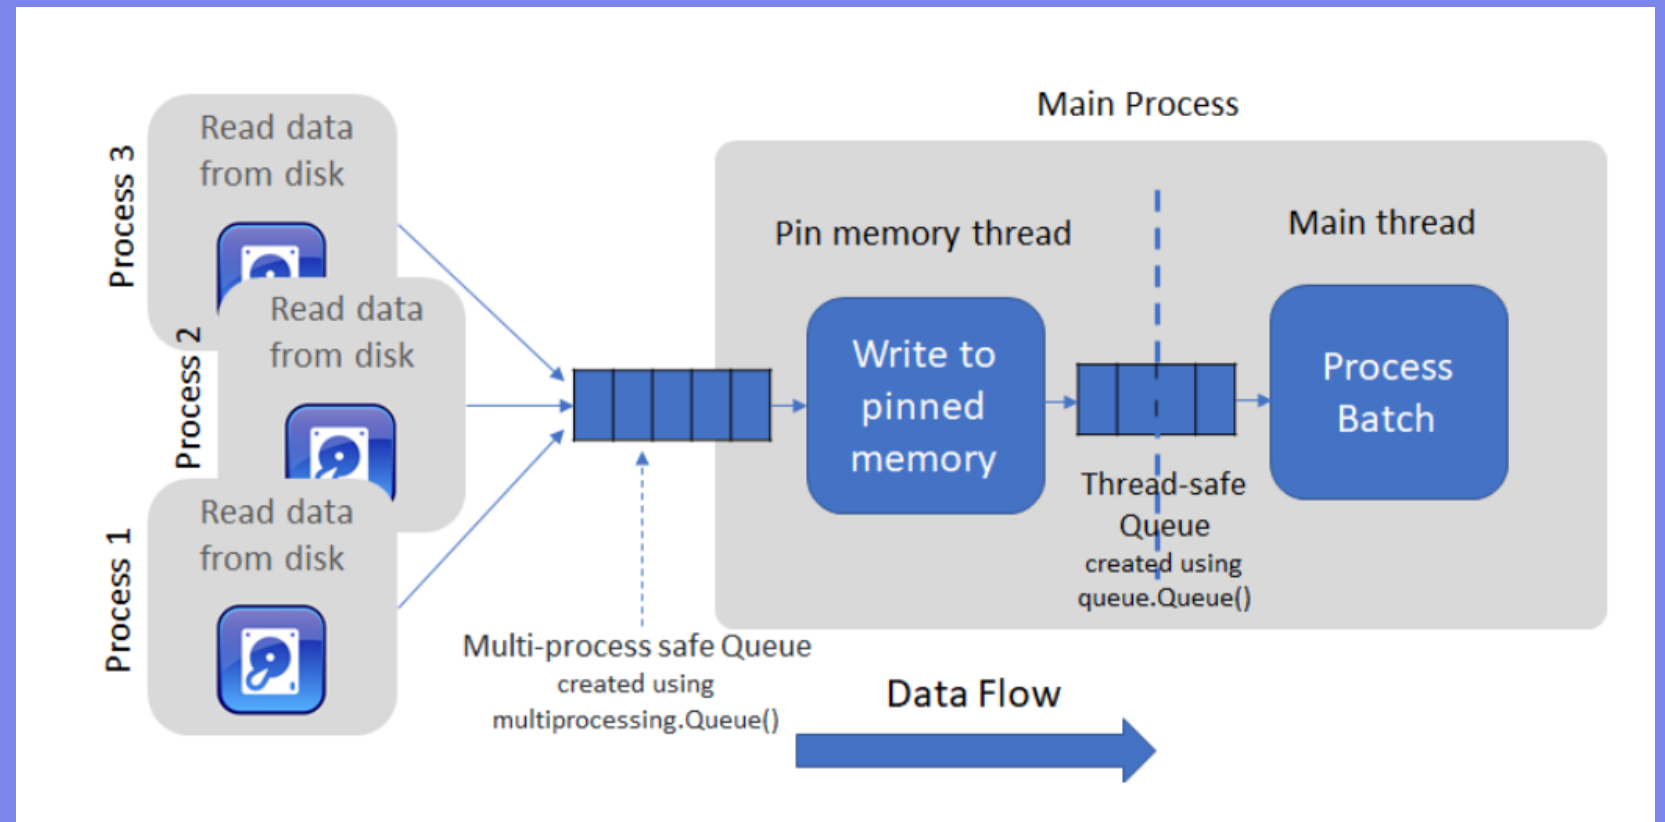 Process 3
Read data
from disk
Process 2
Read data
from disk
Process 1
Read data
from disk
Multi-process safe Queue
created using
multiprocessing.Queue()
Main Process
Pin memory thread
Write to
pinned
memory
Thread-safe
Queue
created using
queue.Queue()
Main thread
Process
Batch
Data Flow